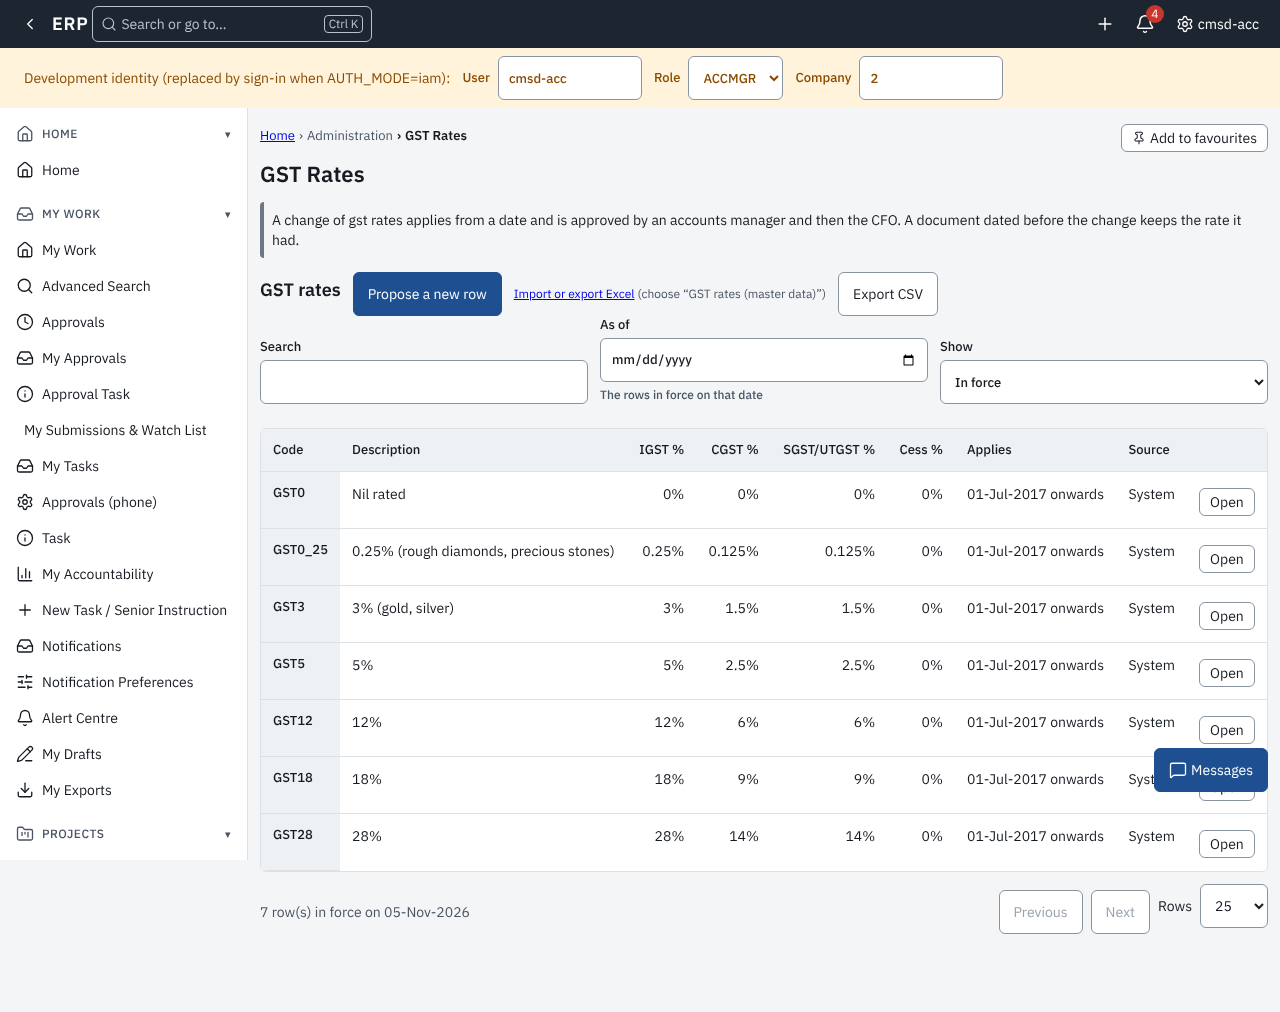 ERP
Search or go to...
Ctrl K
4
cmsd-acc
Development identity (replaced by sign-in when AUTH_MODE=iam):
User
cmsd-acc
Role
ACCMGR
Company
2
HOME
Home
MY WORK
My Work
Advanced Search
Approvals
My Approvals
Approval Task
My Submissions & Watch List
My Tasks
Approvals (phone)
Task
My Accountability
New Task / Senior Instruction
Notifications
Notification Preferences
Alert Centre
My Drafts
My Exports
PROJECTS
Home › Administration › GST Rates
Add to favourites
GST Rates
A change of gst rates applies from a date and is approved by an accounts manager and then the CFO. A document dated before the change keeps the rate it
had.
GST rates
Propose a new row
Import or export Excel (choose “GST rates (master data)”)
Export CSV
Search
As of
mm/dd/yyyy
The rows in force on that date
Show
In force
Code Description IGST % CGST % SGST/UTGST % Cess % Applies Source
GST0 Nil rated 0% 0% 0% 0% 01-Jul-2017 onwards System Open
GST0_25 0.25% (rough diamonds, precious stones) 0.25% 0.125% 0.125% 0% 01-Jul-2017 onwards System Open
GST3 3% (gold, silver) 3% 1.5% 1.5% 0% 01-Jul-2017 onwards System Open
GST5 5% 5% 2.5% 2.5% 0% 01-Jul-2017 onwards System Open
GST12 12% 12% 6% 6% 0% 01-Jul-2017 onwards System Open
GST18 18% 18% 9% 9% 0% 01-Jul-2017 onwards
Messages
GST28 28% 28% 14% 14% 0% 01-Jul-2017 onwards System Open
7 row(s) in force on 05-Nov-2026
Previous
Next
Rows
25